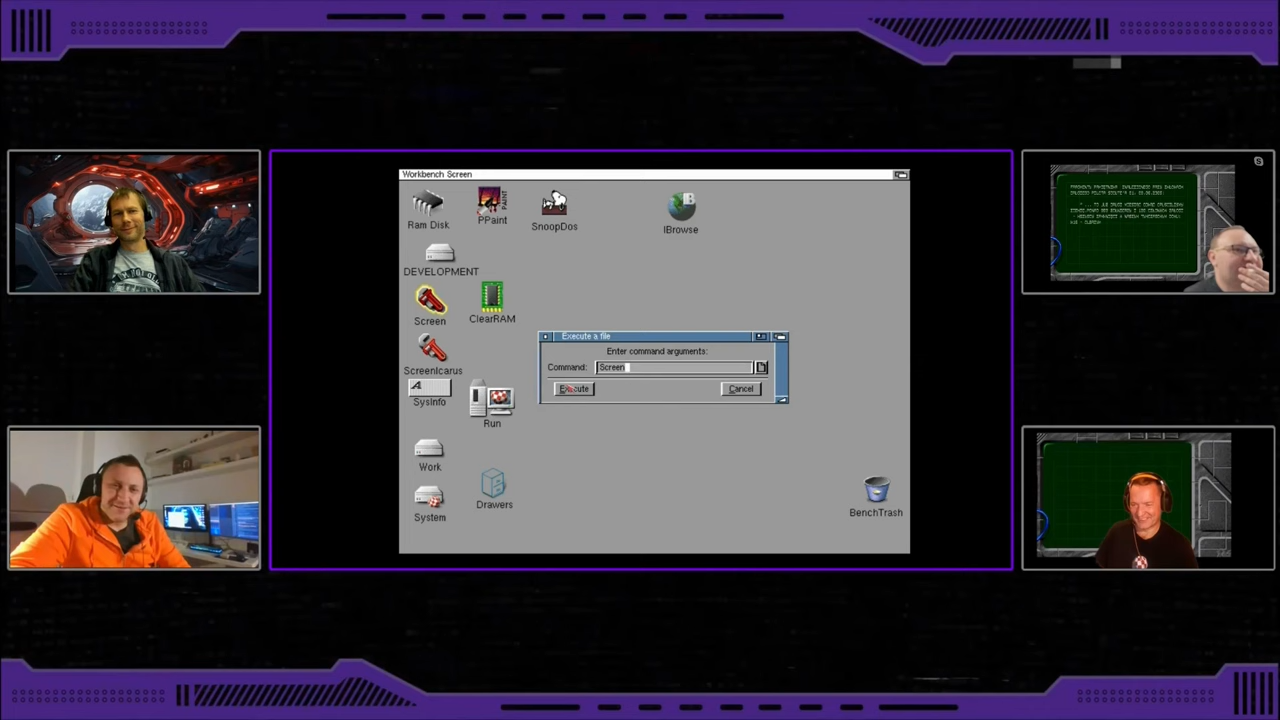 Workbench Screen
Ram Disk
PPaint
SnoopDos
IBrowse
DEVELOPMENT
Screen
ClearRAM
ScreenIcarus
SysInfo
Run
Work
Drawers
System
BenchTrash
Execute a file
Enter command arguments:
Command: Screen
Execute
Cancel